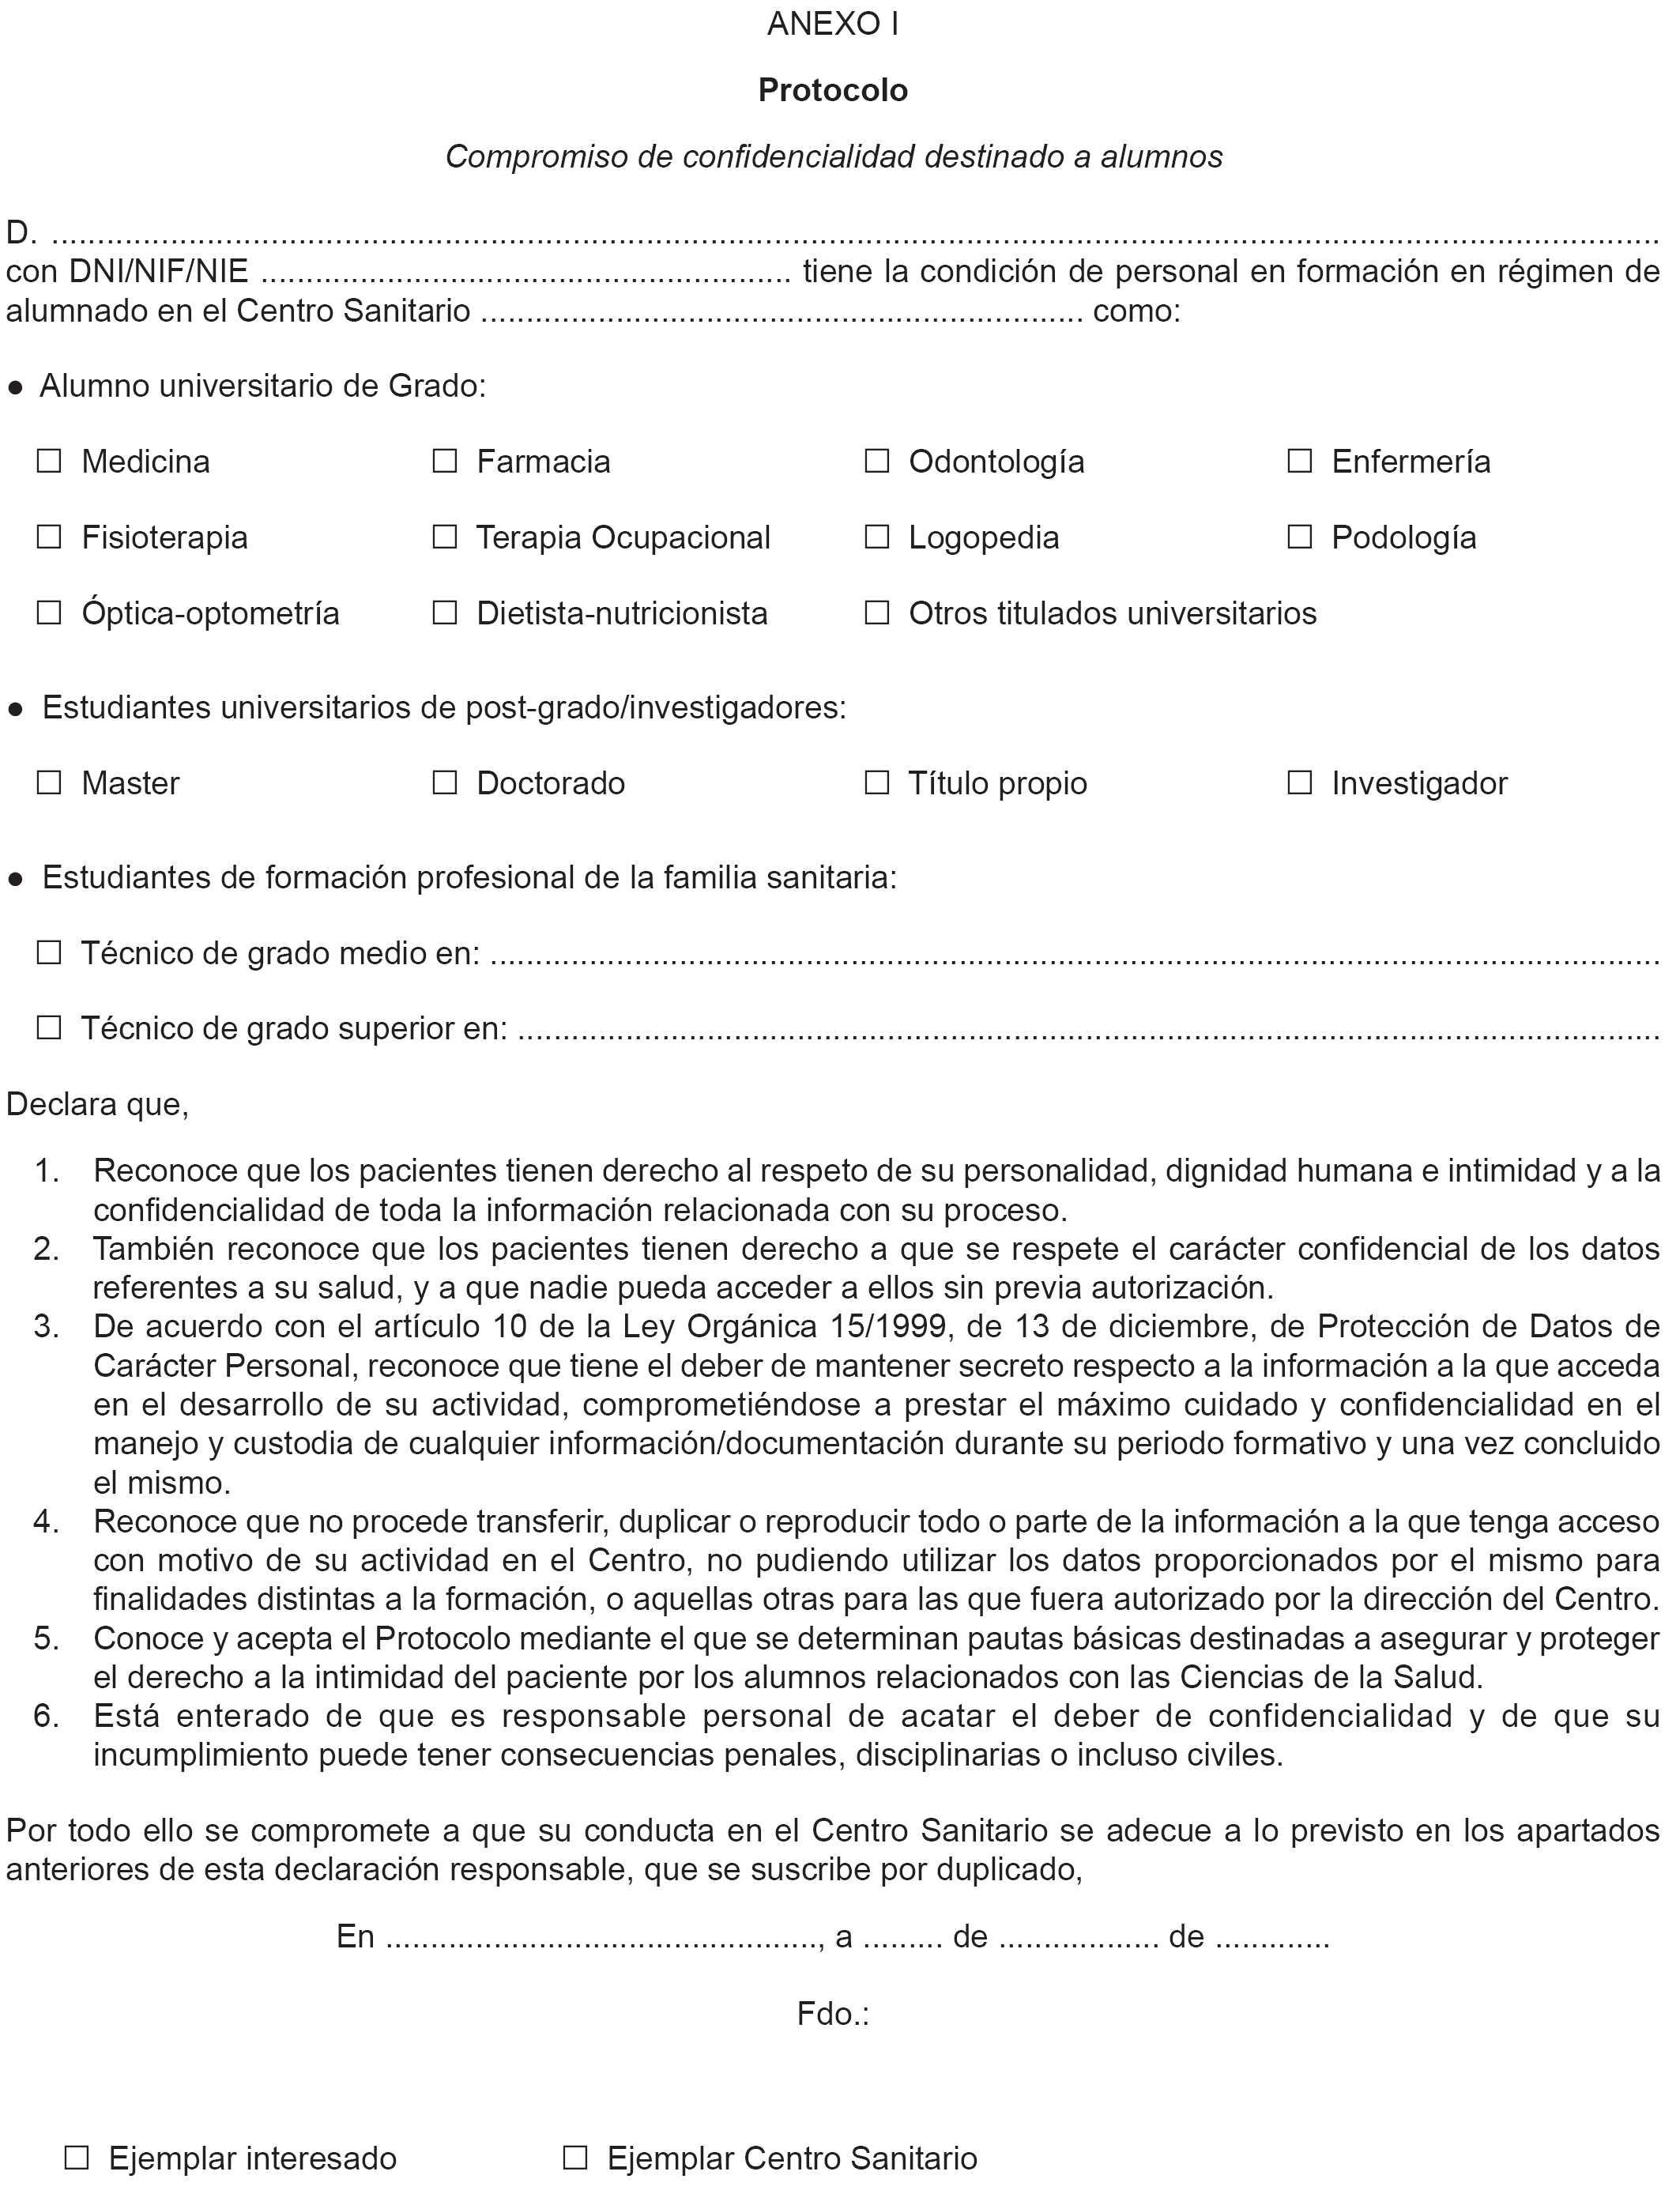 ANEXO I
Protocolo
Compromiso de confidencialidad destinado a alumnos
D. ................................................................................................................................................................
con DNI/NIF/NIE .......................................................... tiene la condición de personal en formación en régimen de
alumnado en el Centro Sanitario .................................................................. como:
● Alumno universitario de Grado:
☐ Medicina ☐ Farmacia ☐ Odontología ☐ Enfermería
☐ Fisioterapia ☐ Terapia Ocupacional ☐ Logopedia ☐ Podología
☐ Óptica-optometría ☐ Dietista-nutricionista ☐ Otros titulados universitarios
● Estudiantes universitarios de post-grado/investigadores:
☐ Master ☐ Doctorado ☐ Título propio ☐ Investigador
● Estudiantes de formación profesional de la familia sanitaria:
☐ Técnico de grado medio en: ................................................................................................................................
☐ Técnico de grado superior en: .............................................................................................................................
Declara que,
1. Reconoce que los pacientes tienen derecho al respeto de su personalidad, dignidad humana e intimidad y a la
confidencialidad de toda la información relacionada con su proceso.
2. También reconoce que los pacientes tienen derecho a que se respete el carácter confidencial de los datos
referentes a su salud, y a que nadie pueda acceder a ellos sin previa autorización.
3. De acuerdo con el artículo 10 de la Ley Orgánica 15/1999, de 13 de diciembre, de Protección de Datos de
Carácter Personal, reconoce que tiene el deber de mantener secreto respecto a la información a la que acceda
en el desarrollo de su actividad, comprometiéndose a prestar el máximo cuidado y confidencialidad en el
manejo y custodia de cualquier información/documentación durante su periodo formativo y una vez concluido
el mismo.
4. Reconoce que no procede transferir, duplicar o reproducir todo o parte de la información a la que tenga acceso
con motivo de su actividad en el Centro, no pudiendo utilizar los datos proporcionados por el mismo para
finalidades distintas a la formación, o aquellas otras para las que fuera autorizado por la dirección del Centro.
5. Conoce y acepta el Protocolo mediante el que se determinan pautas básicas destinadas a asegurar y proteger
el derecho a la intimidad del paciente por los alumnos relacionados con las Ciencias de la Salud.
6. Está enterado de que es responsable personal de acatar el deber de confidencialidad y de que su
incumplimiento puede tener consecuencias penales, disciplinarias o incluso civiles.
Por todo ello se compromete a que su conducta en el Centro Sanitario se adecue a lo previsto en los apartados
anteriores de esta declaración responsable, que se suscribe por duplicado,
En ................................................, a ......... de .................. de .............
Fdo.:
☐ Ejemplar interesado ☐ Ejemplar Centro Sanitario